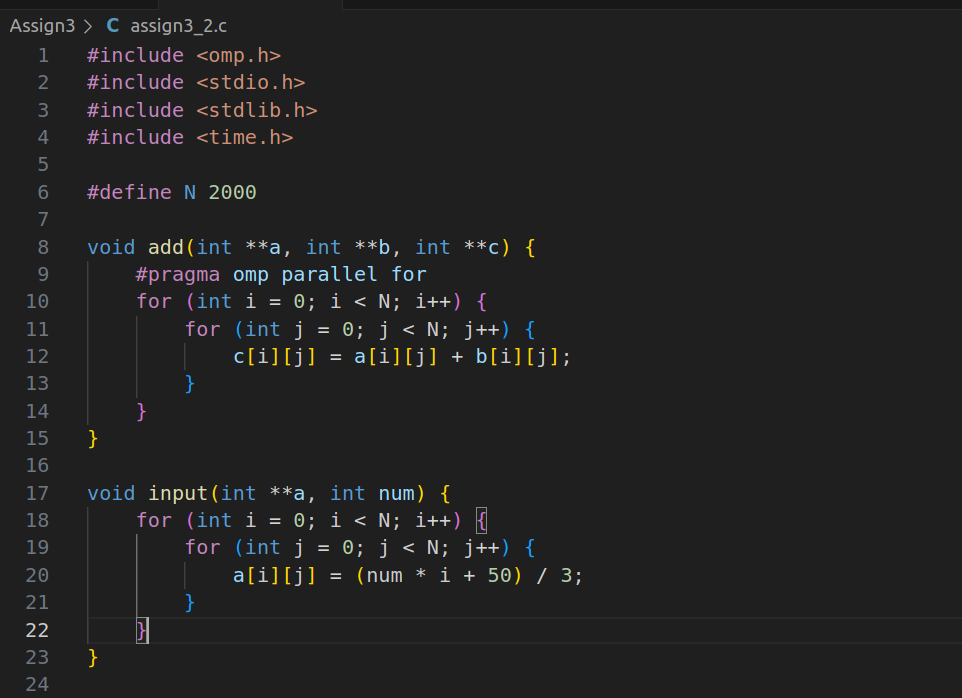 Assign3 > C assign3_2.c
1 #include <omp.h>
2 #include <stdio.h>
3 #include <stdlib.h>
4 #include <time.h>
5
6 #define N 2000
7
8 void add(int **a, int **b, int **c) {
9     #pragma omp parallel for
10     for (int i = 0; i < N; i++) {
11         for (int j = 0; j < N; j++) {
12             c[i][j] = a[i][j] + b[i][j];
13         }
14     }
15 }
16
17 void input(int **a, int num) {
18     for (int i = 0; i < N; i++) {
19         for (int j = 0; j < N; j++) {
20             a[i][j] = (num * i + 50) / 3;
21         }
22     }
23 }
24